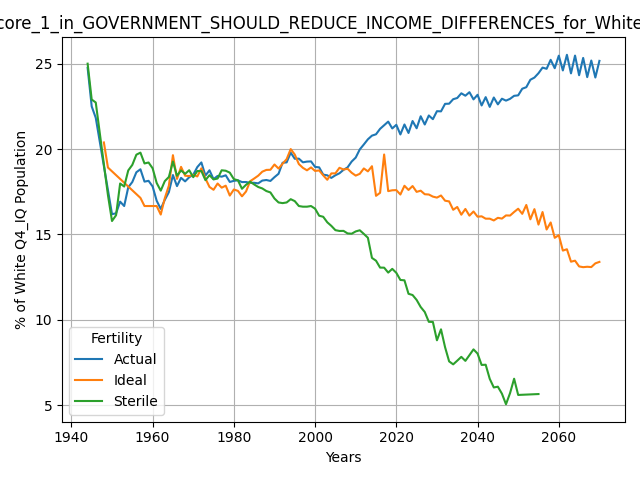 core_1_in_GOVERNMENT_SHOULD_REDUCE_INCOME_DIFFERENCES_for_White
25
20
15
10
5
% of White Q4_IQ Population
Fertility
Actual
Ideal
Sterile
1940 1960 1980 2000 2020 2040 2060
Years